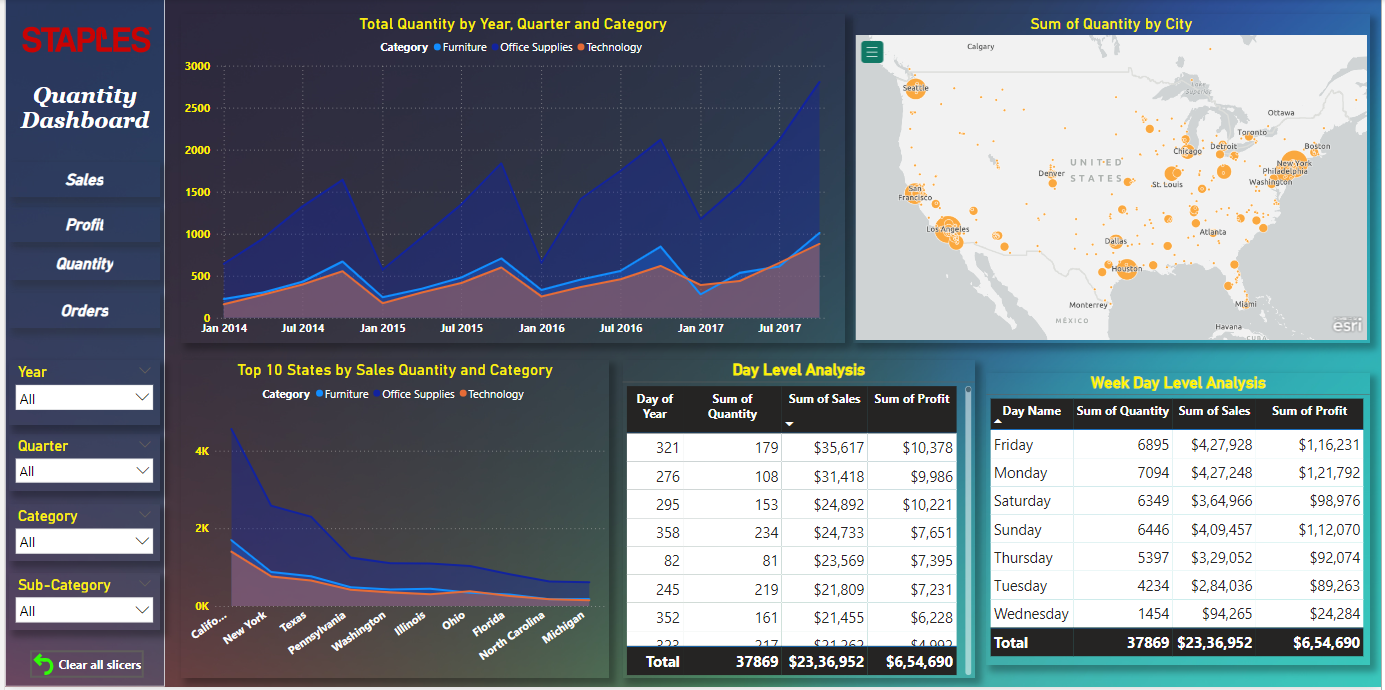 STAPLES
Quantity
Dashboard
Sales
Profit
Quantity
Orders
Year
All
Quarter
All
Category
All
Sub-Category
All
Clear all slicers
Total Quantity by Year, Quarter and Category
Category Furniture Office Supplies Technology
3000
2500
2000
1500
1000
500
0
Jan 2014 Jul 2014 Jan 2015 Jul 2015 Jan 2016 Jul 2016 Jan 2017 Jul 2017
Sum of Quantity by City
Calgary
Seattle
Lake
Superior
Ottawa
Toronto
Chicago Detroit Boston
New York
Philadelphia
Washington
UNITED
STATES
Denver
St. Louis
San
Francisco
Los Angeles
Atlanta
Dallas
Houston
Monterrey
Miami
MÉXICO
Havana
CUBA
esri
Top 10 States by Sales Quantity and Category
Category Furniture Office Supplies Technology
4K
2K
0K
Califo... New York Texas Pennsylvania Washington Illinois Ohio Florida North Carolina Michigan
Day Level Analysis
Day of Year Sum of Quantity Sum of Sales Sum of Profit
321 179 $35,617 $10,378
276 108 $31,418 $9,986
295 153 $24,892 $10,221
358 234 $24,733 $7,651
82 81 $23,569 $7,395
245 219 $21,809 $7,231
352 161 $21,455 $6,228
Total 37869 $23,36,952 $6,54,690
Week Day Level Analysis
Day Name Sum of Quantity Sum of Sales Sum of Profit
Friday 6895 $4,27,928 $1,16,231
Monday 7094 $4,27,248 $1,21,792
Saturday 6349 $3,64,966 $98,976
Sunday 6446 $4,09,457 $1,12,070
Thursday 5397 $3,29,052 $92,074
Tuesday 4234 $2,84,036 $89,263
Wednesday 1454 $94,265 $24,284
Total 37869 $23,36,952 $6,54,690